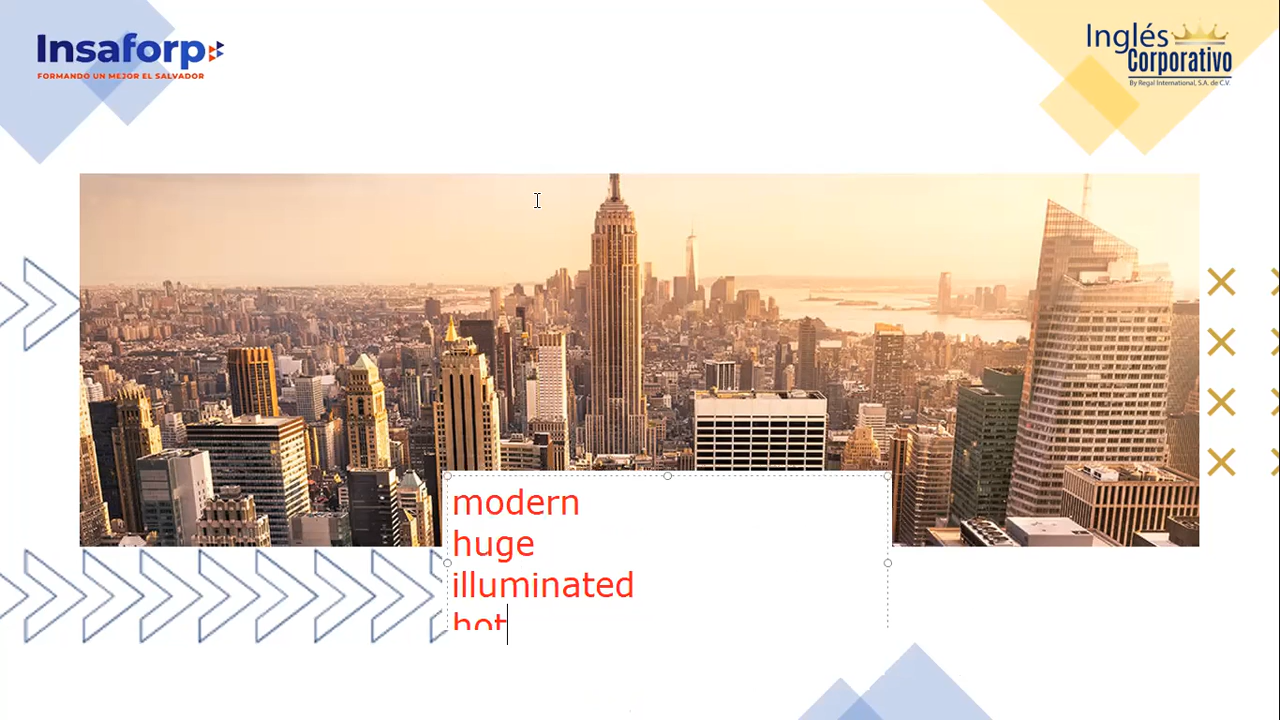 Insaforp
FORMANDO UN MEJOR EL SALVADOR
Inglés
Corporativo
By Regal International, S.A. de C.V.
modern
huge
illuminated
hot